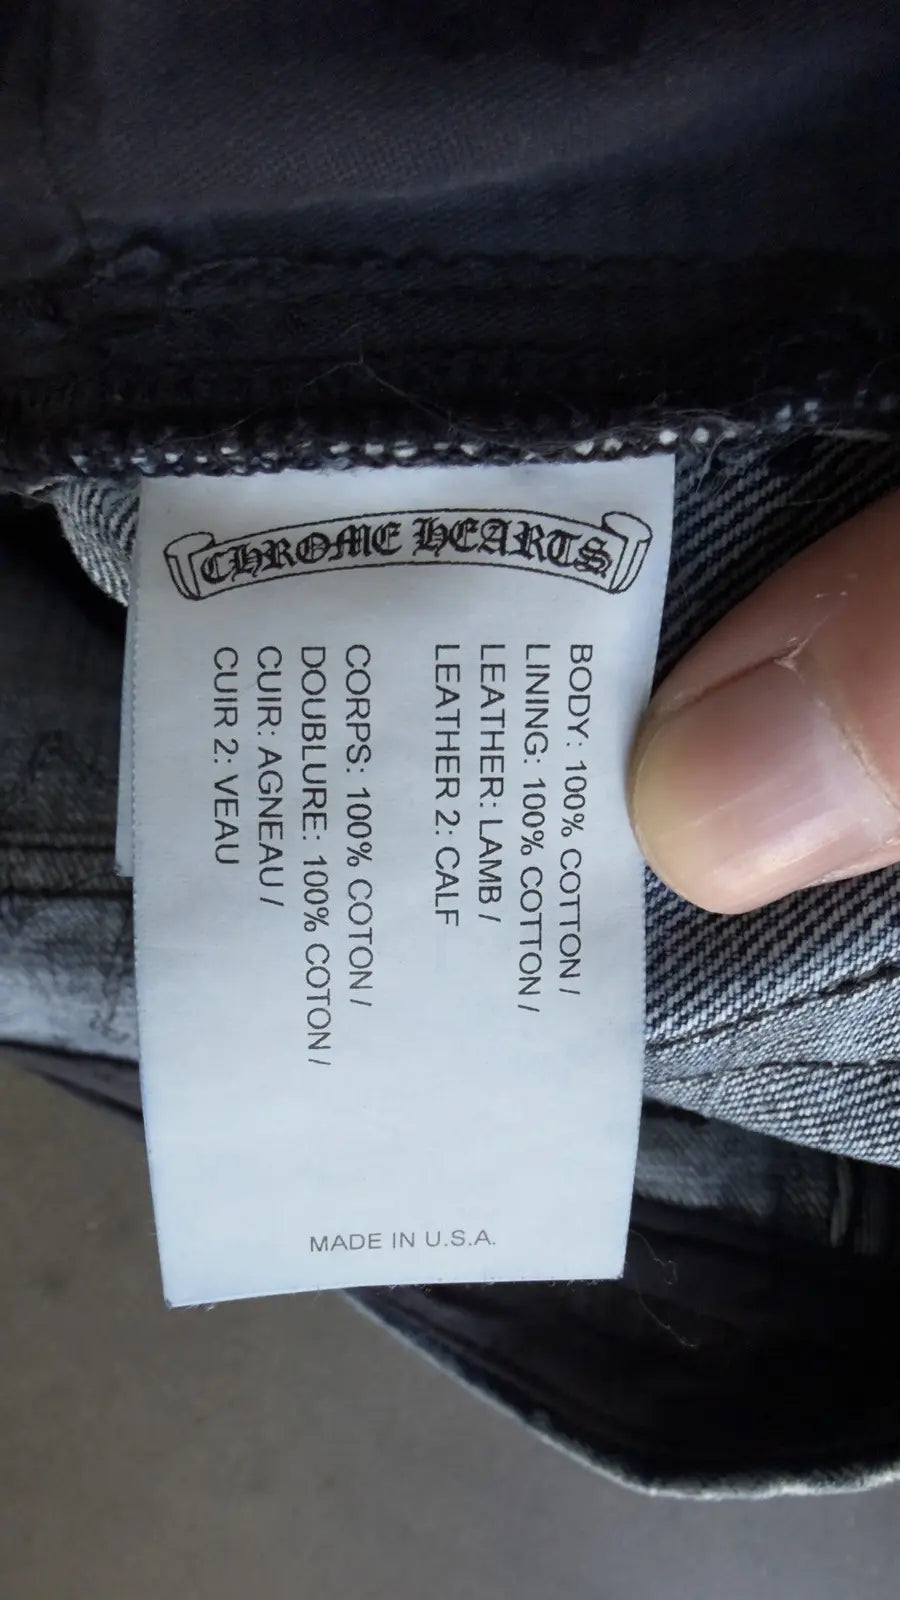 CHROME HEARTS
BODY: 100% COTTON /
LINING: 100% COTTON /
LEATHER: LAMB /
LEATHER 2: CALF
CORPS: 100% COTON /
DOUBLURE: 100% COTON /
CUIR: AGNEAU /
CUIR 2: VEAU
MADE IN U.S.A.